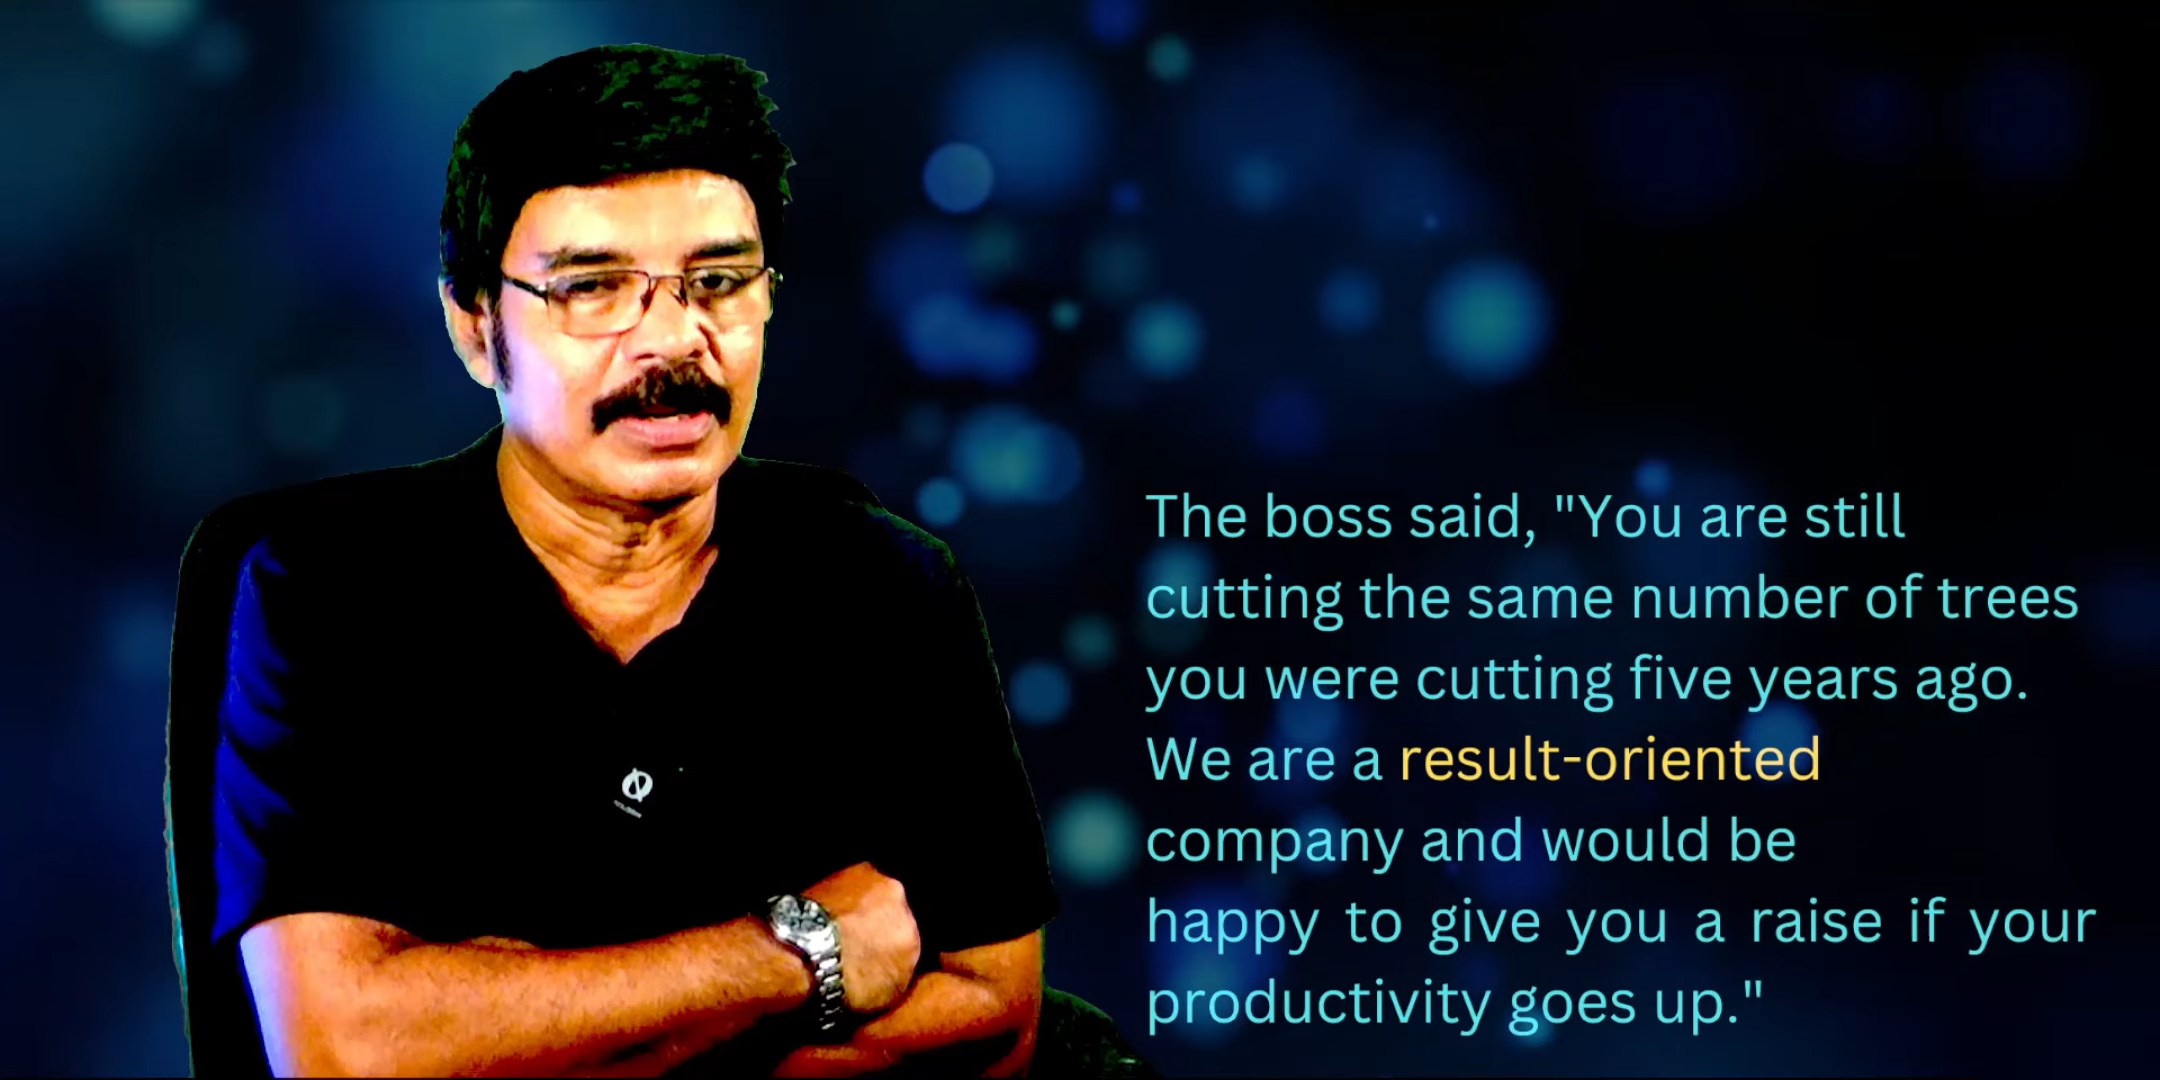 The boss said, "You are still
cutting the same number of trees
you were cutting five years ago.
We are a result-oriented
company and would be
happy to give you a raise if your
productivity goes up."